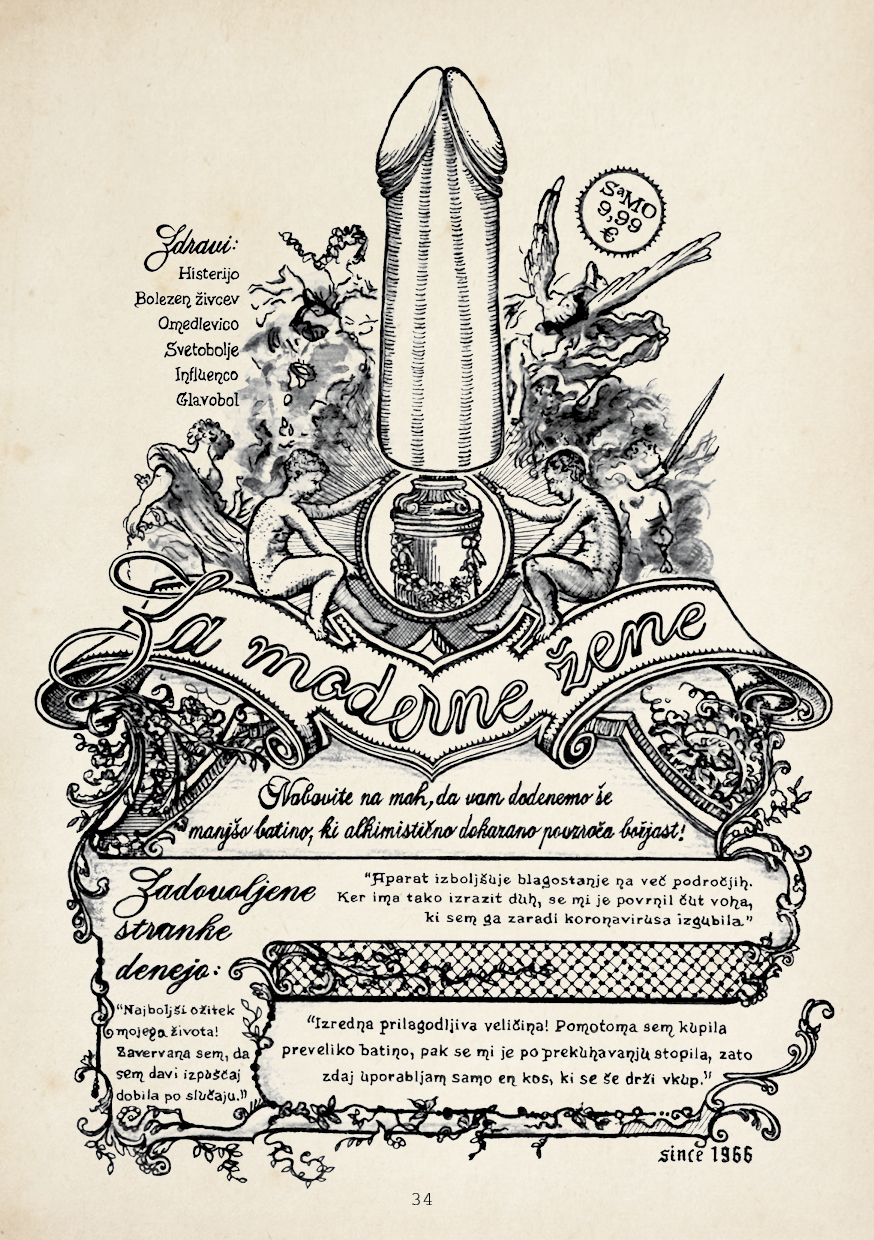 SaMO
9,99
€
Zdravi:
Histerijo
Bolezen živcev
Omedlevico
Svetobolje
Influenco
Glavobol
Za moderne žene
Nabavite na mah, da vam dodenemo še
manjšo batino, ki alkimistično dokazano povzroča božjast!
Zadovoljene
stranke
denejo:
"Aparat izboljšuje blagostanje na več področjih.
Ker ima tako izrazit duh, se mi je povrnil čut voha,
ki sem ga zaradi koronavirusa izgubila."
"Najboljši ožitek
mojega života!
Zavervana sem, da
sem davi izpuščaj
dobila po slučaju."
"Izredna prilagodljiva veličina! Pomotoma sem kupila
preveliko batino, pak se mi je po prekuhavanju stopila, zato
zdaj uporabljam samo en kos, ki se še drži vkup."
since 1966
34